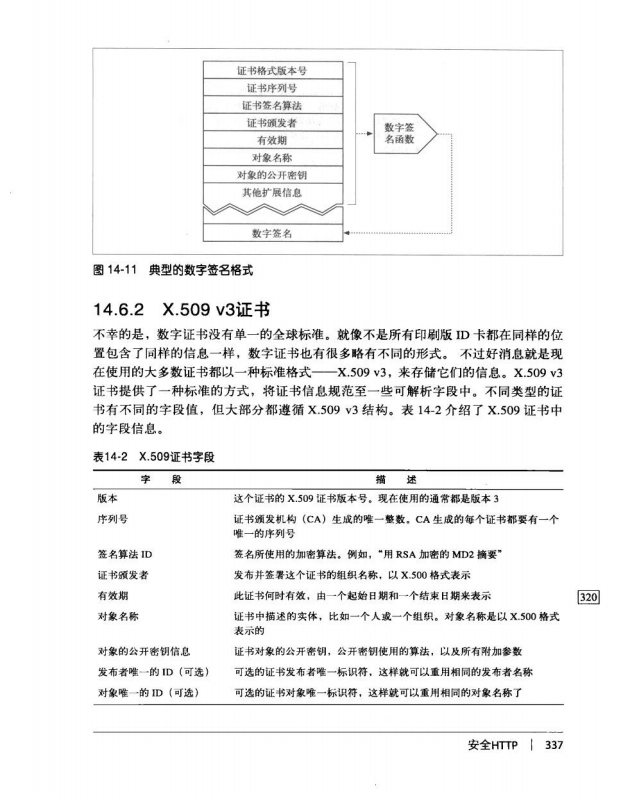 证书格式版本号
证书序列号
证书签名算法
证书颁发者
有效期
对象名称
对象的公开密钥
其他扩展信息
数字签名
数字签
名函数
图 14-11 典型的数字签名格式
14.6.2 X.509 v3证书
不幸的是，数字证书没有单一的全球标准。就像不是所有印刷版 ID 卡都在同样的位
置包含了同样的信息一样，数字证书也有很多略有不同的形式。 不过好消息就是现
在使用的大多数证书都以一种标准格式——X.509 v3，来存储它们的信息。X.509 v3
证书提供了一种标准的方式，将证书信息规范至一些可解析字段中。不同类型的证
书有不同的字段值，但大部分都遵循 X.509 v3 结构。表 14-2 介绍了 X.509 证书中
的字段信息。
表14-2 X.509证书字段
字 段 描 述
版本 这个证书的 X.509 证书版本号。现在使用的通常都是版本 3
序列号 证书颁发机构（CA）生成的唯一整数。CA 生成的每个证书都要有一个
唯一的序列号
签名算法 ID 签名所使用的加密算法。例如，“用 RSA 加密的 MD2 摘要”
证书颁发者 发布并签署这个证书的组织名称，以 X.500 格式表示
有效期 此证书何时有效，由一个起始日期和一个结束日期来表示
320
对象名称 证书中描述的实体，比如一个人或一个组织。对象名称是以 X.500 格式
表示的
对象的公开密钥信息 证书对象的公开密钥，公开密钥使用的算法，以及所有附加参数
发布者唯一的 ID（可选） 可选的证书发布者唯一标识符，这样就可以重用相同的发布者名称
对象唯一的 ID（可选） 可选的证书对象唯一标识符，这样就可以重用相同的对象名称了
安全HTTP | 337